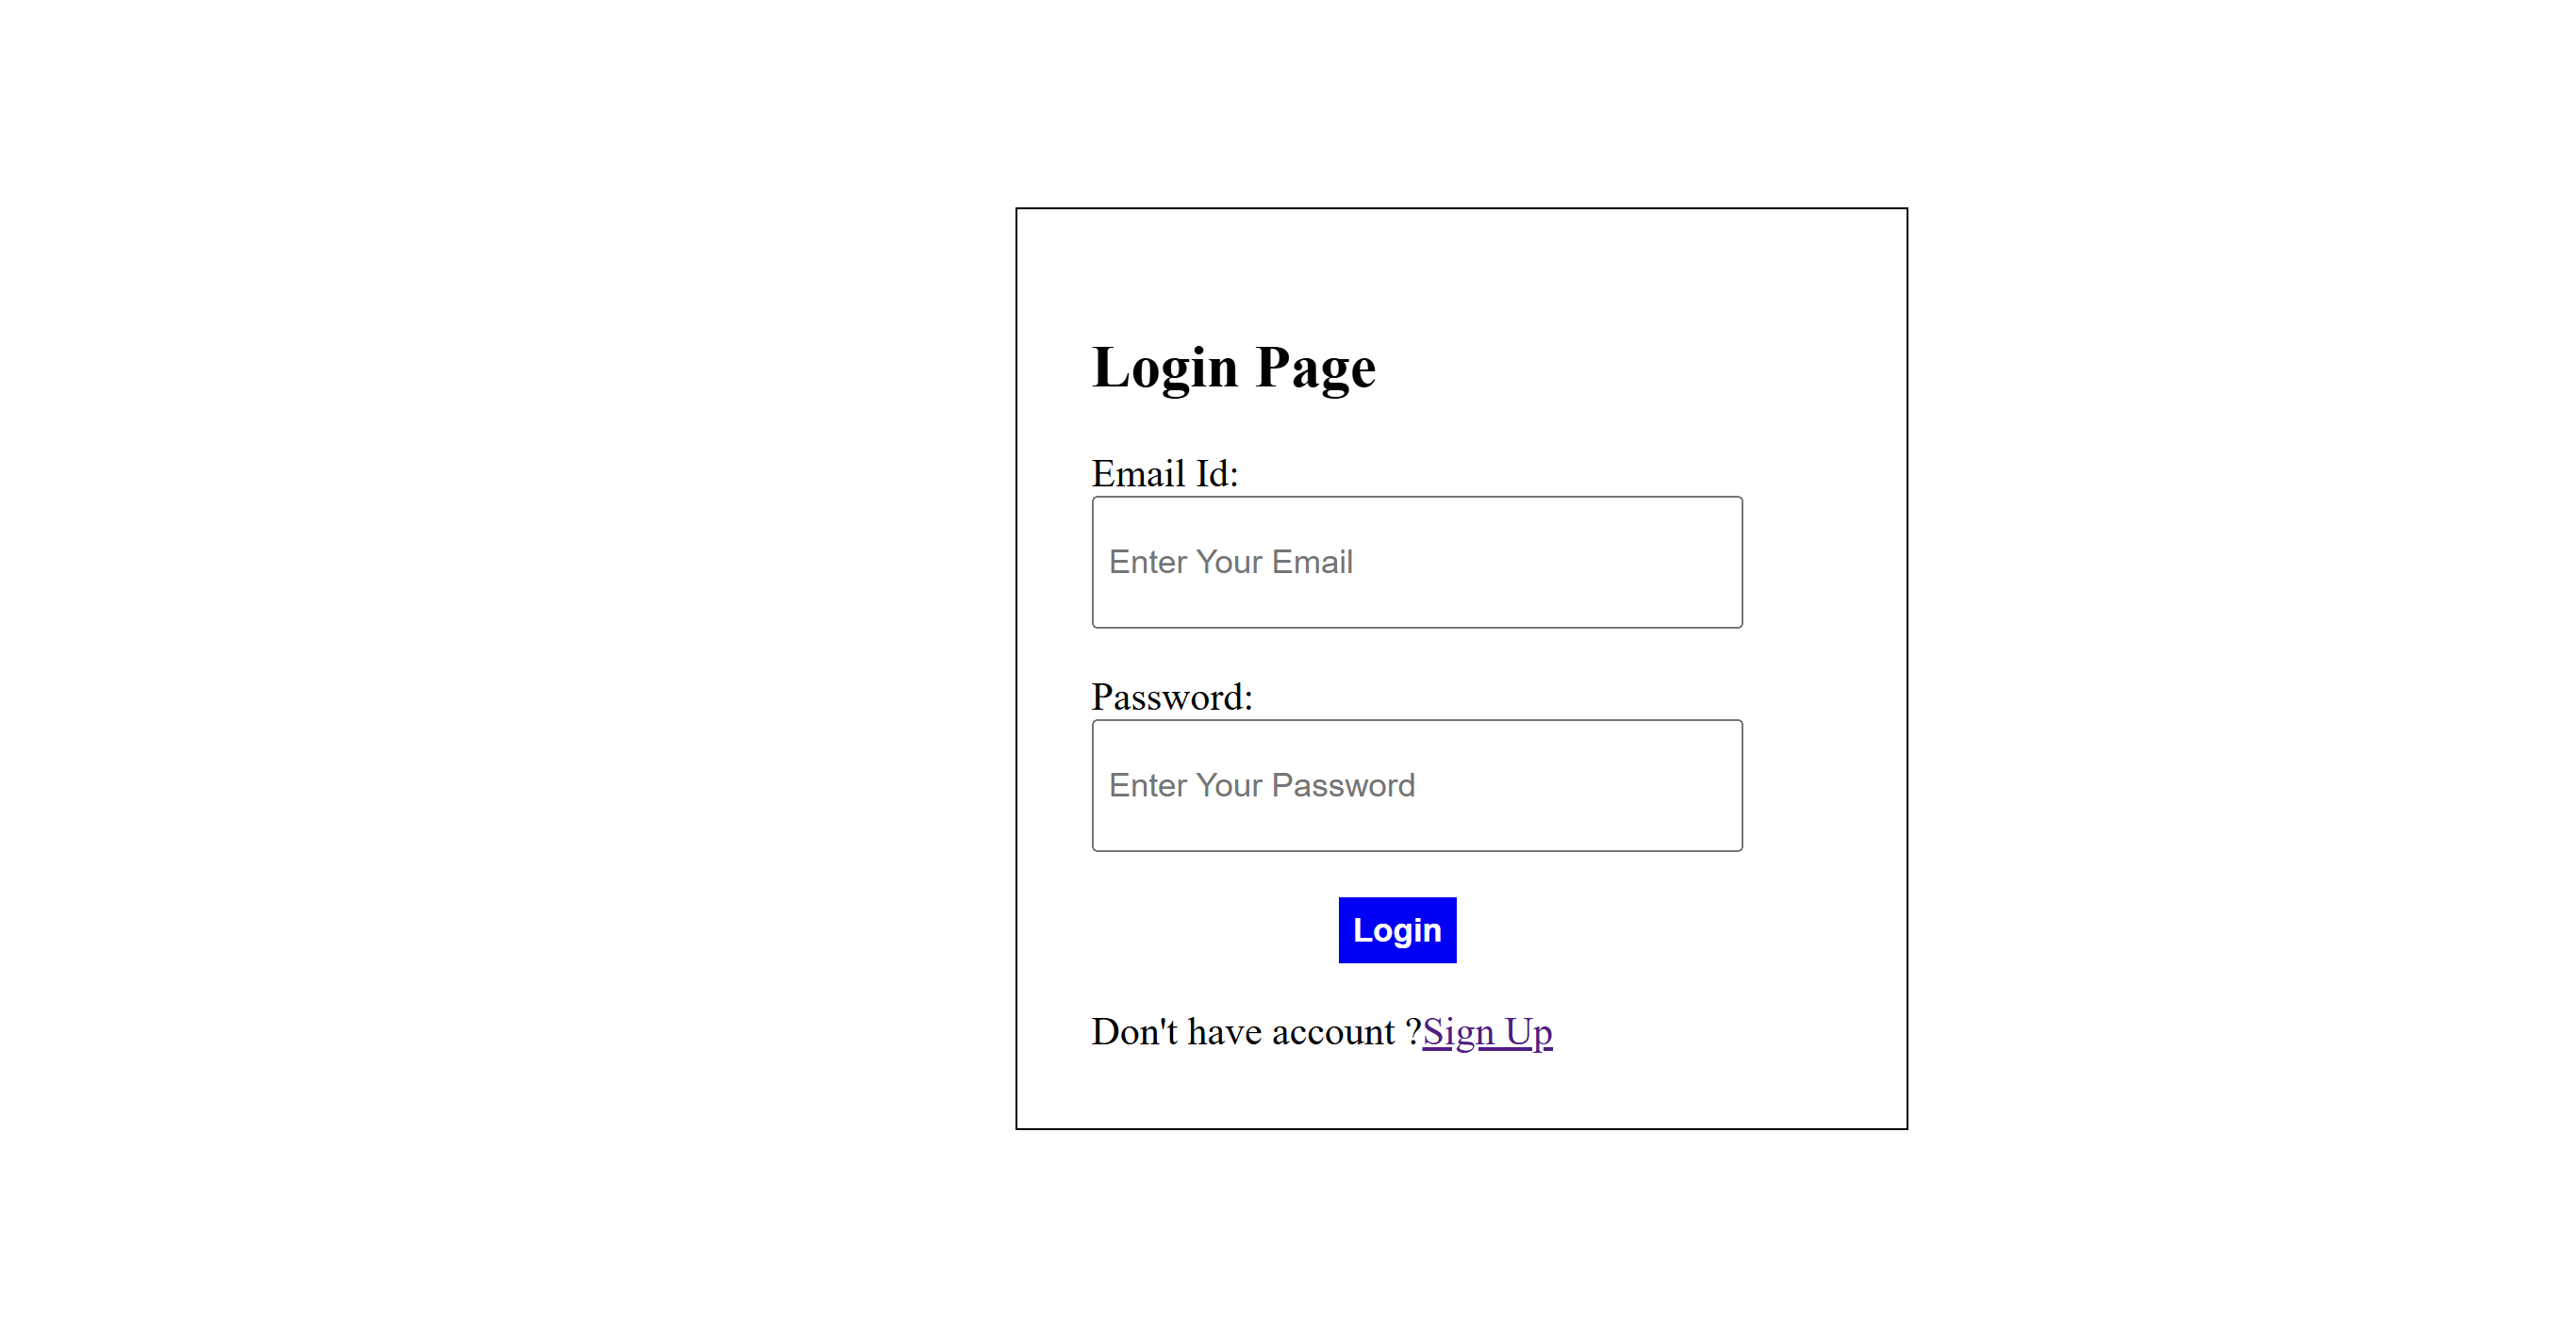 Login Page
Email Id:
Enter Your Email
Password:
Enter Your Password
Login
Don't have account ?Sign Up